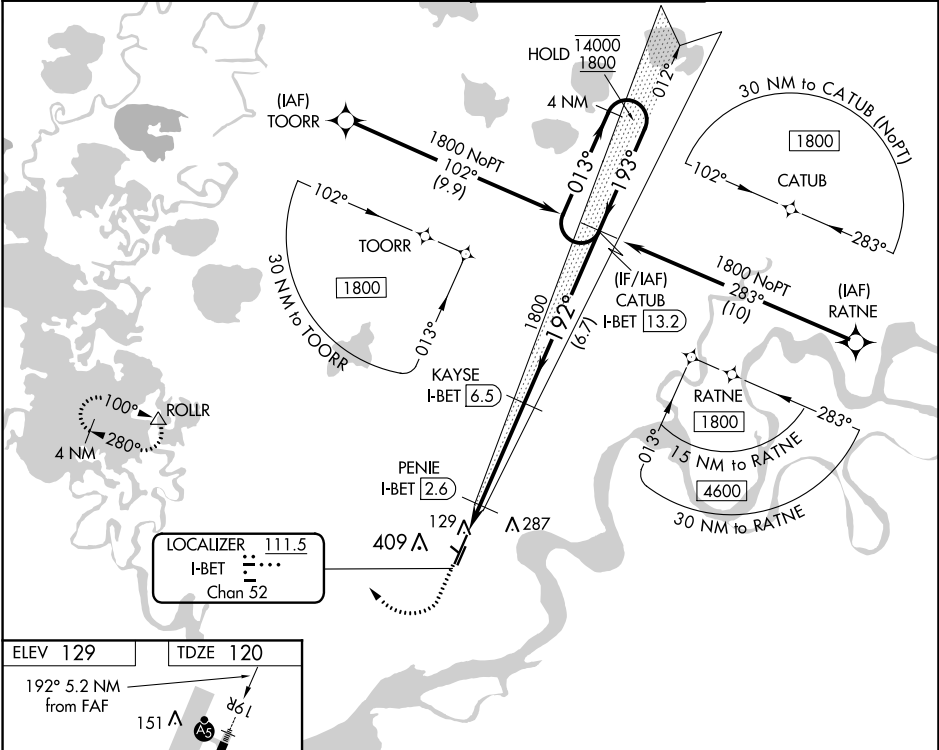 HOLD 14000
1800
4 NM
012°
013°
193°
(IAF)
TOORR
1800 NoPT
102°
(9.9)
30 NM to CATUB (NoPT)
1800
102°
CATUB
283°
102°
TOORR
1800
013°
30 NM to TOORR
1800
192°
(6.7)
(IF/IAF)
CATUB
I-BET 13.2
1800 NoPT
283°
(10)
(IAF)
RATNE
KAYSE
I-BET 6.5
RATNE
1800
283°
013°
15 NM to RATNE
4600
30 NM to RATNE
100°
ROLLR
280°
4 NM
PENIE
I-BET 2.6
129
287
409
LOCALIZER 111.5
I-BET
Chan 52
ELEV 129
TDZE 120
192° 5.2 NM
from FAF
19R
151
A5